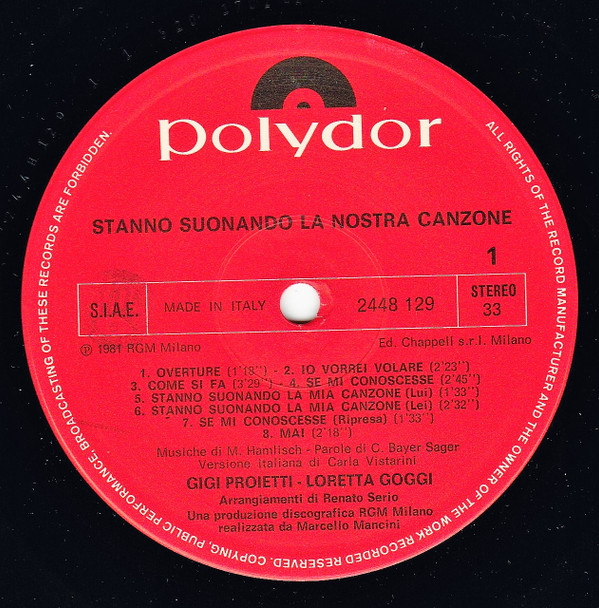 polydor
STANNO SUONANDO LA NOSTRA CANZONE
1
S.I.A.E.
MADE IN ITALY
2448 129
STEREO
33
℗ 1981 RGM Milano
Ed. Chappell s.r.l. Milano
1. OVERTURE (1'18'') - 2. IO VORREI VOLARE (2'23'')
3. COME SI FA (3'29'') - 4. SE MI CONOSCESSE (2'45'')
5. STANNO SUONANDO LA MIA CANZONE (Lui) (1'33'')
6. STANNO SUONANDO LA MIA CANZONE (Lei) (2'32'')
7. SE MI CONOSCESSE (Ripresa) (1'33'')
8. MAI (2'18'')
Musiche di M. Hamlisch - Parole di C. Bayer Sager
Versione italiana di Carla Vistarini
GIGI PROIETTI - LORETTA GOGGI
Arrangiamenti di Renato Serio
Una produzione discografica RGM Milano
realizzata da Marcello Mancini
ALL RIGHTS OF THE RECORD MANUFACTURER AND THE OWNER OF THE WORK RECORDED RESERVED. COPYING, PUBLIC PERFORMANCE, BROADCASTING OF THESE RECORDS ARE FORBIDDEN.